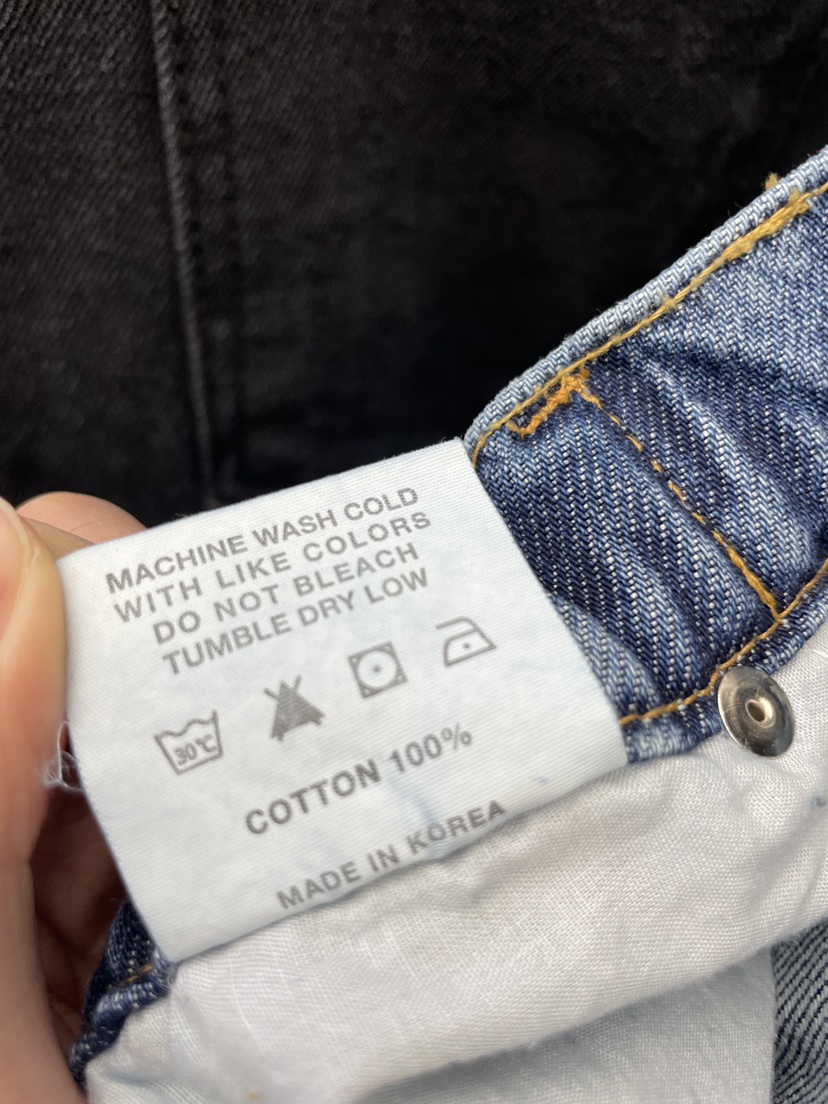 MACHINE WASH COLD
WITH LIKE COLORS
DO NOT BLEACH
TUMBLE DRY LOW
30℃
COTTON 100%
MADE IN KOREA